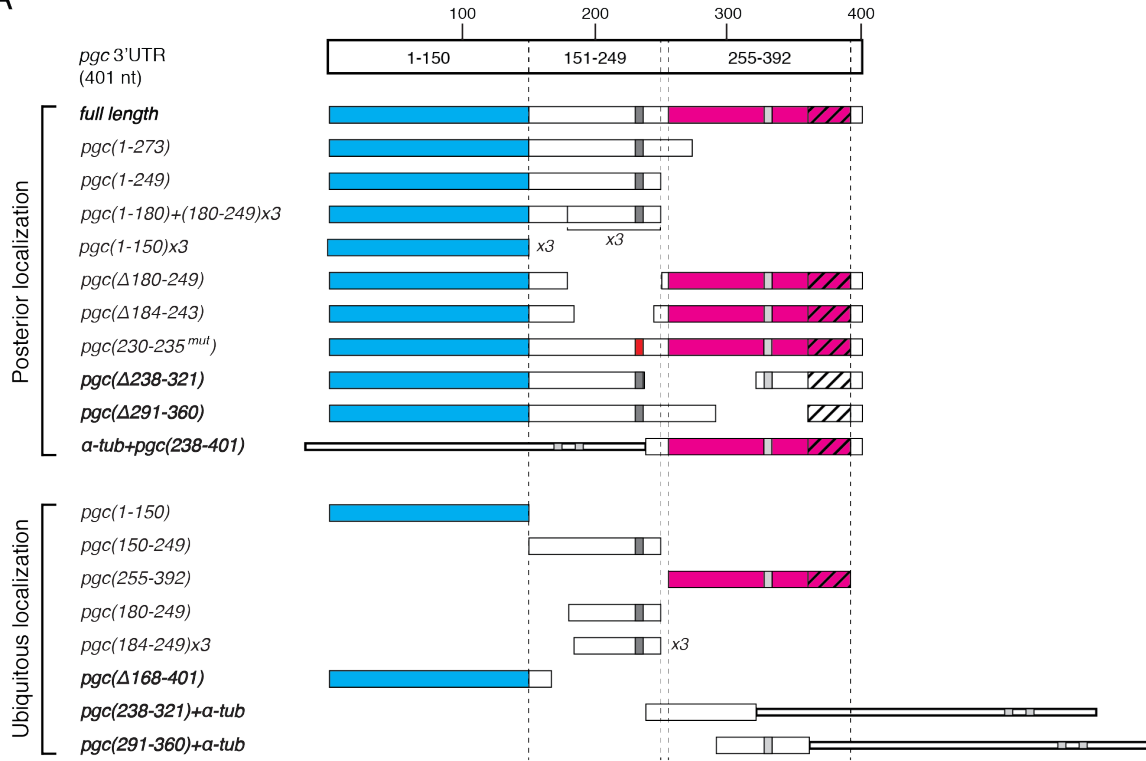 A
100 200 300 400
pgc 3’UTR
(401 nt)
1-150 151-249 255-392
Posterior localization
full length
pgc(1-273)
pgc(1-249)
pgc(1-180)+(180-249)x3
x3
pgc(1-150)x3
x3
pgc(Δ180-249)
pgc(Δ184-243)
pgc(230-235mut)
pgc(Δ238-321)
pgc(Δ291-360)
α-tub+pgc(238-401)
Ubiquitous localization
pgc(1-150)
pgc(150-249)
pgc(255-392)
pgc(180-249)
pgc(184-249)x3
x3
pgc(Δ168-401)
pgc(238-321)+α-tub
pgc(291-360)+α-tub